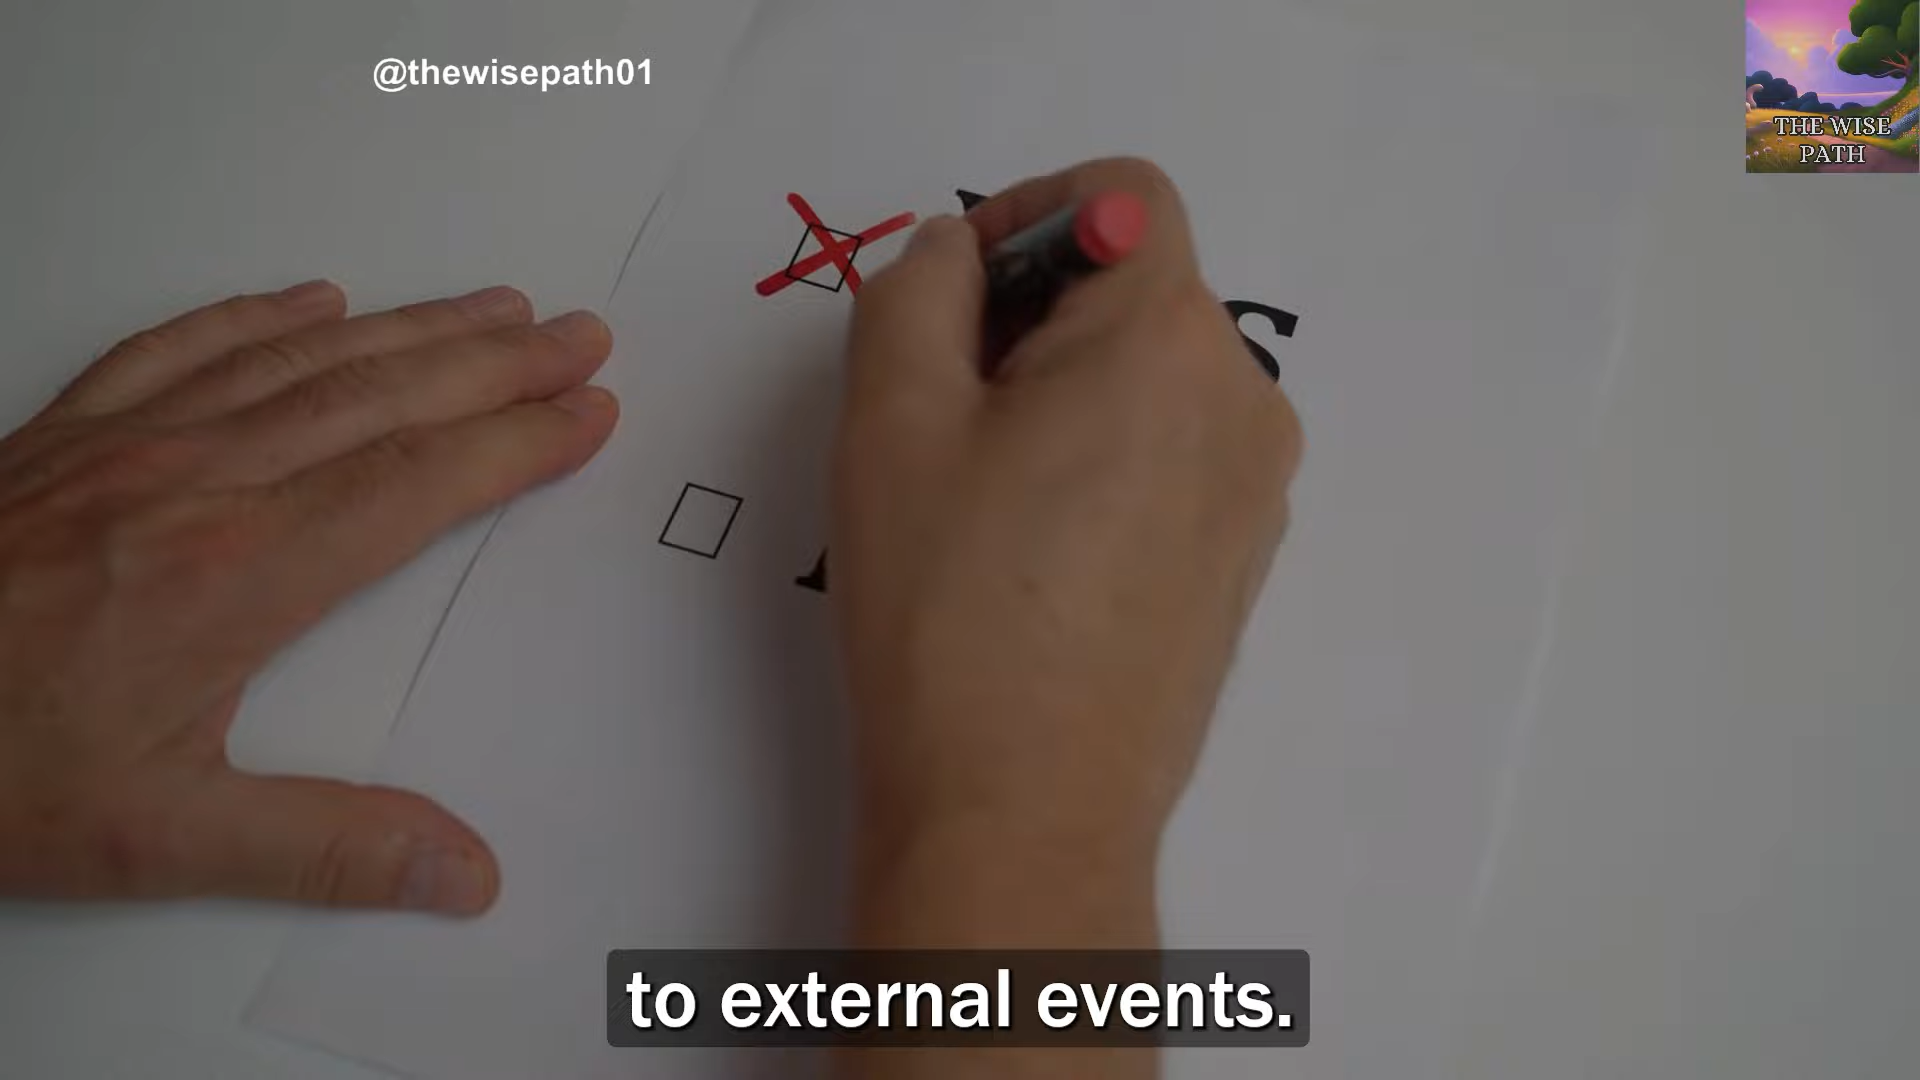 @thewisepath01
THE WISE
PATH
to external events.